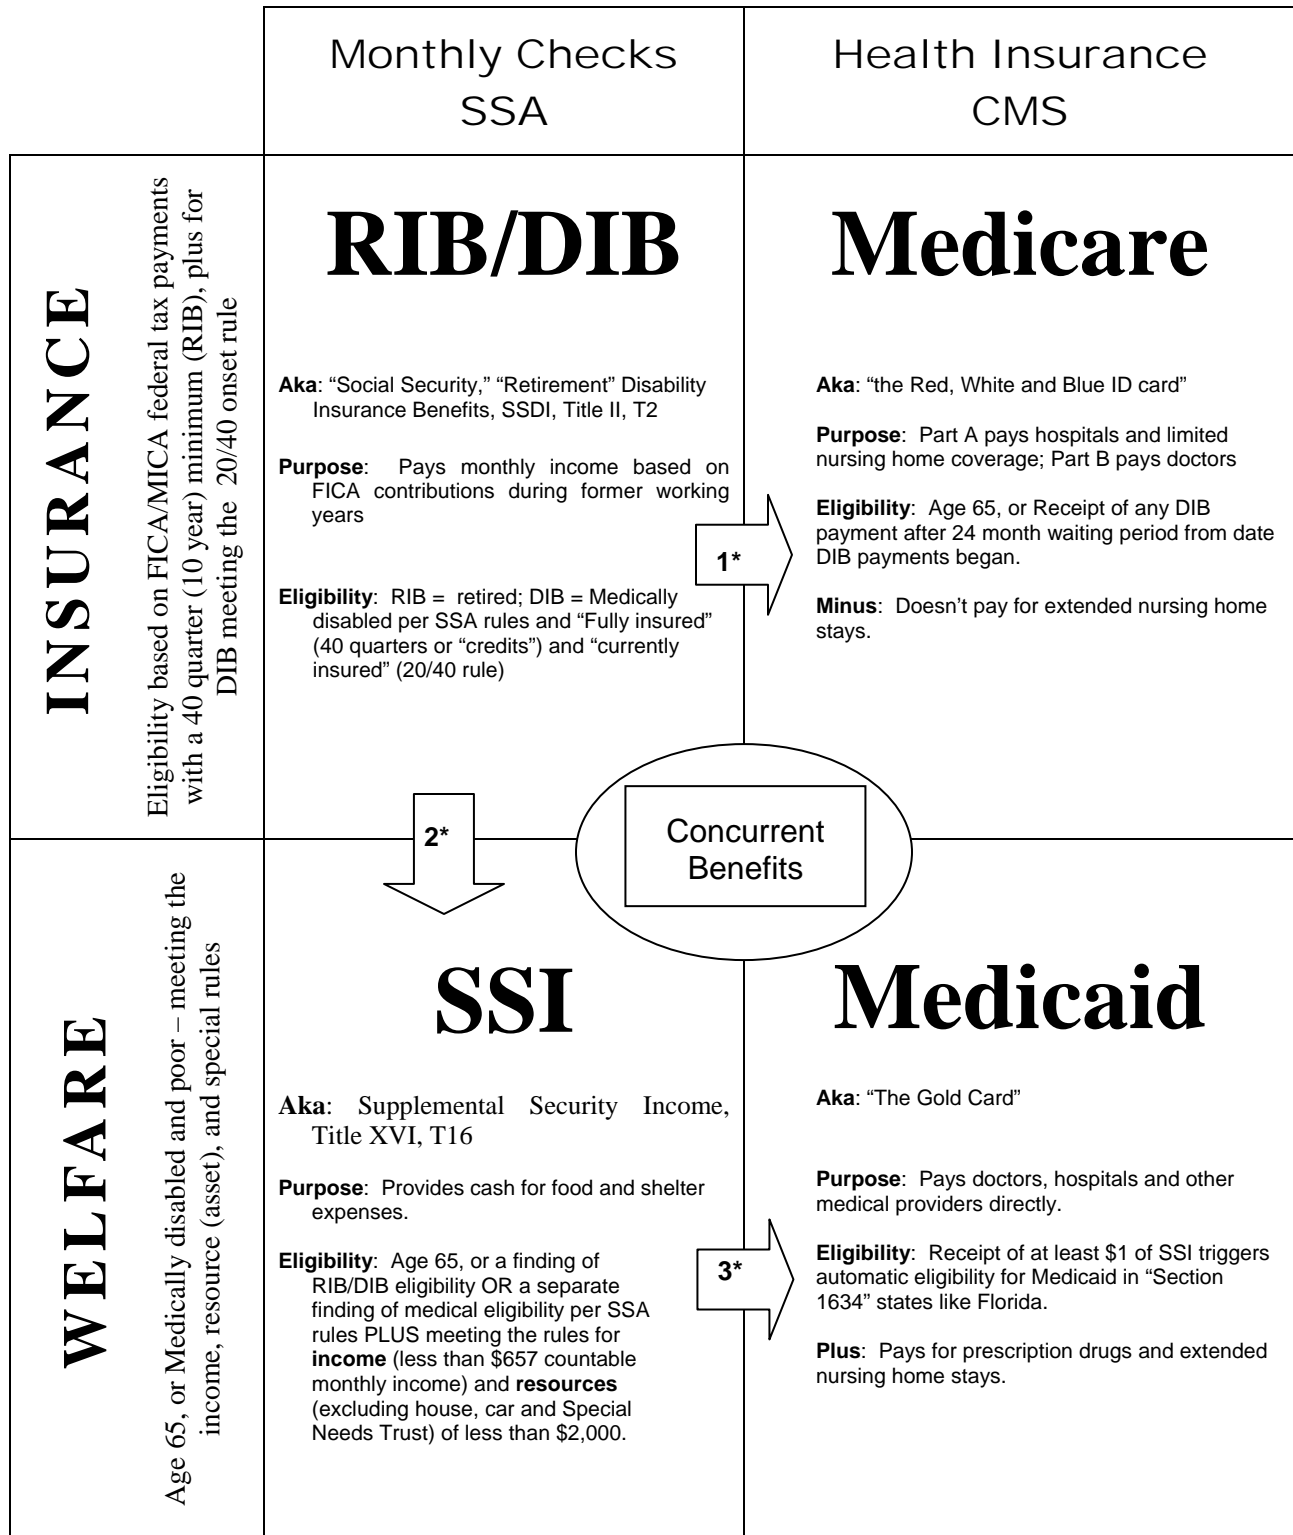 Monthly Checks
SSA
Health Insurance
CMS
INSURANCE
Eligibility based on FICA/MICA federal tax payments
with a 40 quarter (10 year) minimum (RIB), plus for
DIB meeting the 20/40 onset rule
RIB/DIB
Aka: “Social Security,” “Retirement” Disability
Insurance Benefits, SSDI, Title II, T2
Purpose: Pays monthly income based on
FICA contributions during former working
years
Eligibility: RIB = retired; DIB = Medically
disabled per SSA rules and “Fully insured”
(40 quarters or “credits”) and “currently
insured” (20/40 rule)
1*
Medicare
Aka: “the Red, White and Blue ID card”
Purpose: Part A pays hospitals and limited
nursing home coverage; Part B pays doctors
Eligibility: Age 65, or Receipt of any DIB
payment after 24 month waiting period from date
DIB payments began.
Minus: Doesn’t pay for extended nursing home
stays.
2*
Concurrent
Benefits
WELFARE
Age 65, or Medically disabled and poor – meeting the
income, resource (asset), and special rules
SSI
Aka: Supplemental Security Income,
Title XVI, T16
Purpose: Provides cash for food and shelter
expenses.
Eligibility: Age 65, or a finding of
RIB/DIB eligibility OR a separate
finding of medical eligibility per SSA
rules PLUS meeting the rules for
income (less than $657 countable
monthly income) and resources
(excluding house, car and Special
Needs Trust) of less than $2,000.
3*
Medicaid
Aka: “The Gold Card”
Purpose: Pays doctors, hospitals and other
medical providers directly.
Eligibility: Receipt of at least $1 of SSI triggers
automatic eligibility for Medicaid in “Section
1634” states like Florida.
Plus: Pays for prescription drugs and extended
nursing home stays.